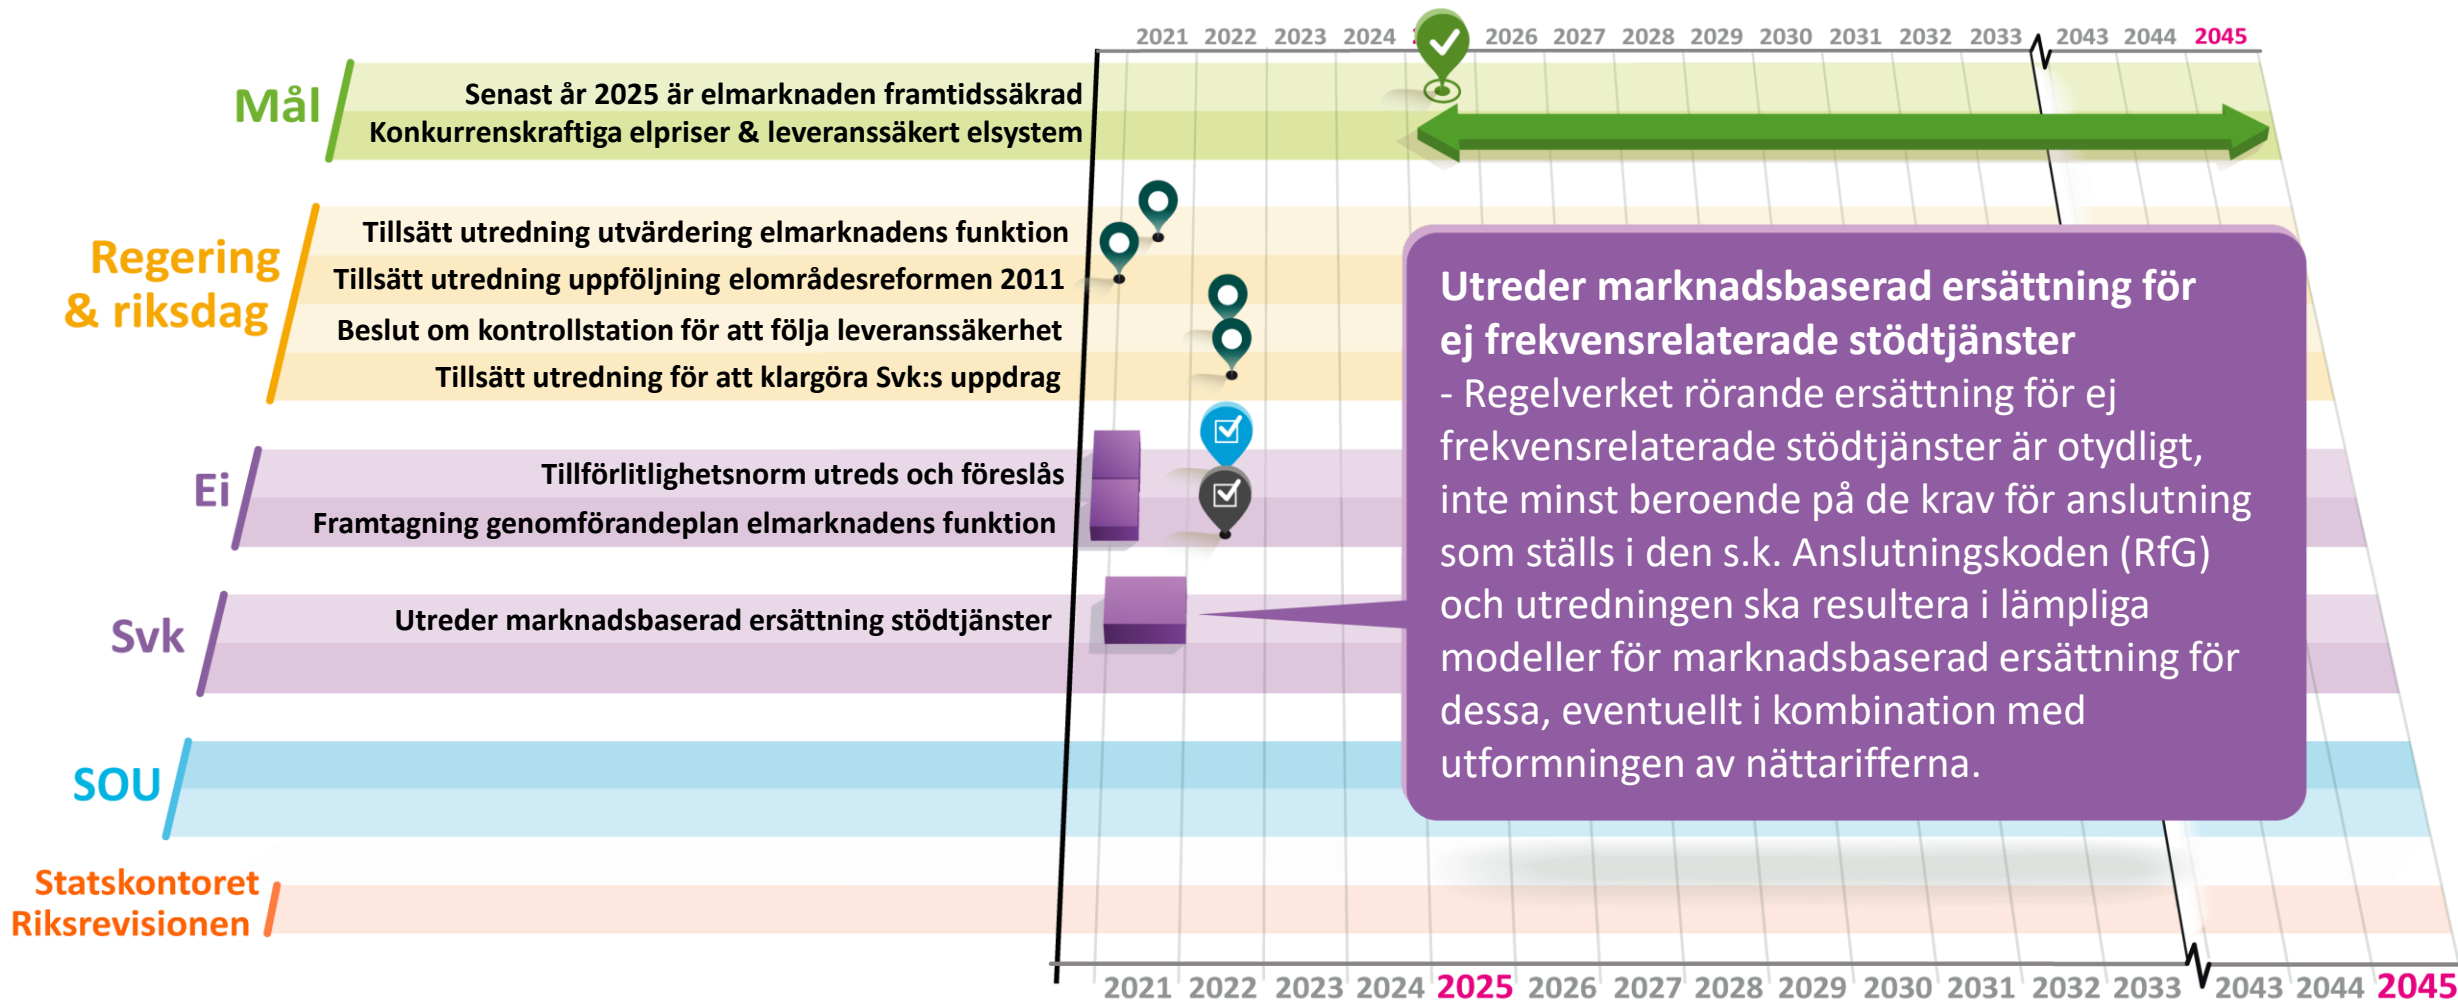 2021 2022 2023 2024 2026 2027 2028 2029 2030 2031 2032 2033 2043 2044 2045
Mål
Senast år 2025 är elmarknaden framtidssäkrad
Konkurrenskraftiga elpriser & leveranssäkert elsystem
Regering
& riksdag
Tillsätt utredning utvärdering elmarknadens funktion
Tillsätt utredning uppföljning elområdesreformen 2011
Beslut om kontrollstation för att följa leveranssäkerhet
Tillsätt utredning för att klargöra Svk:s uppdrag
Ei
Tillförlitlighetsnorm utreds och föreslås
Framtagning genomförandeplan elmarknadens funktion
Svk
Utreder marknadsbaserad ersättning stödtjänster
Utreder marknadsbaserad ersättning för
ej frekvensrelaterade stödtjänster
- Regelverket rörande ersättning för ej
frekvensrelaterade stödtjänster är otydligt,
inte minst beroende på de krav för anslutning
som ställs i den s.k. Anslutningskoden (RfG)
och utredningen ska resultera i lämpliga
modeller för marknadsbaserad ersättning för
dessa, eventuellt i kombination med
utformningen av nättarifferna.
SOU
Statskontoret
Riksrevisionen
2021 2022 2023 2024 2025 2026 2027 2028 2029 2030 2031 2032 2033 2043 2044 2045